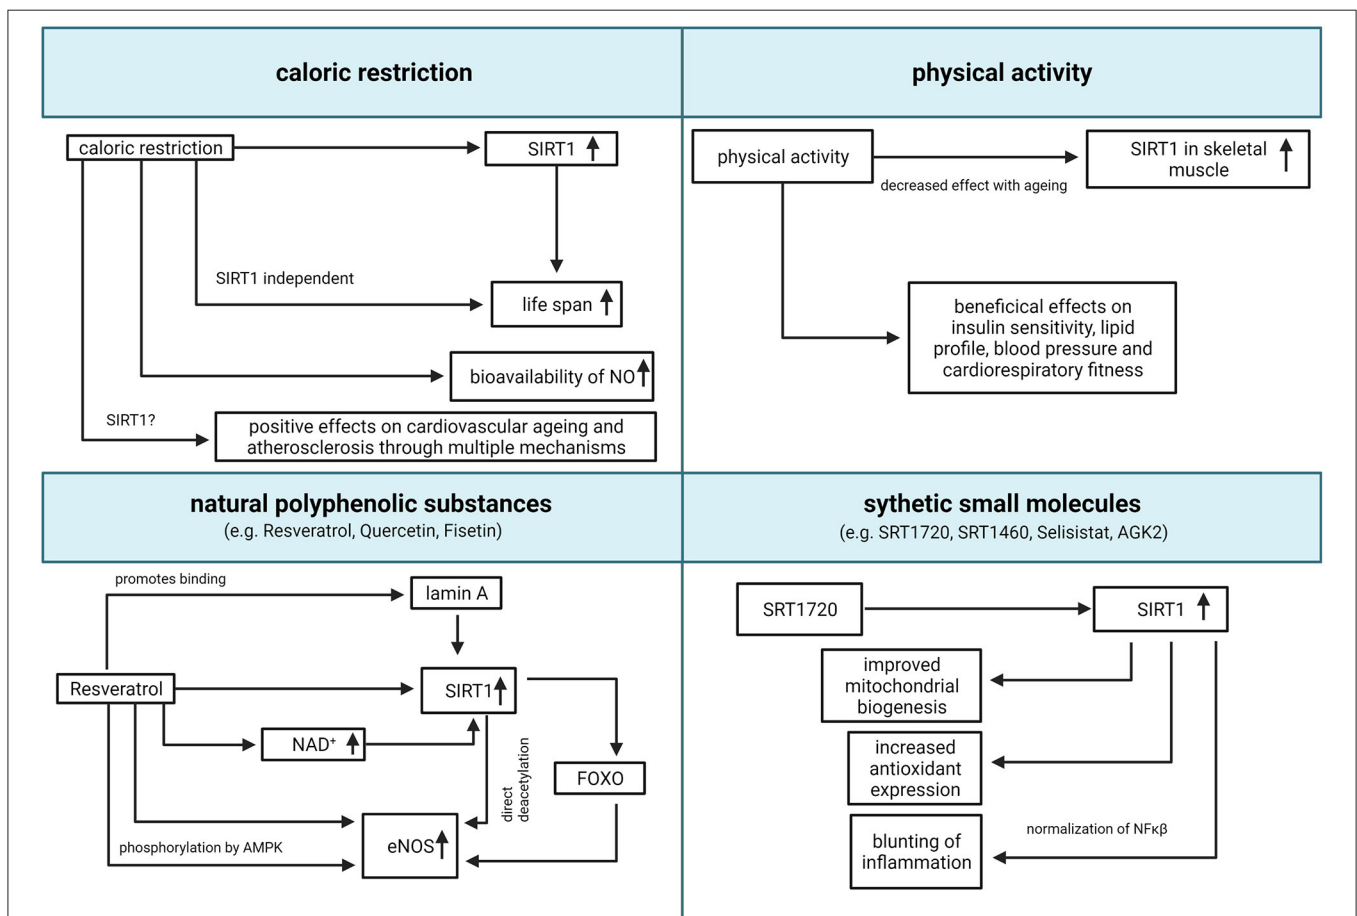 caloric restriction
physical activity
caloric restriction
SIRT1
SIRT1 independent
life span
bioavailability of NO
SIRT1?
positive effects on cardiovascular ageing and
atherosclerosis through multiple mechanisms
physical activity
decreased effect with ageing
SIRT1 in skeletal
muscle
beneficical effects on
insulin sensitivity, lipid
profile, blood pressure and
cardiorespiratory fitness
natural polyphenolic substances
(e.g. Resveratrol, Quercetin, Fisetin)
sythetic small molecules
(e.g. SRT1720, SRT1460, Selisistat, AGK2)
promotes binding
lamin A
Resveratrol
SIRT1
NAD⁺
direct
deacetylation
FOXO
eNOS
phosphorylation by AMPK
SRT1720
SIRT1
improved
mitochondrial
biogenesis
increased
antioxidant
expression
normalization of NFκβ
blunting of
inflammation